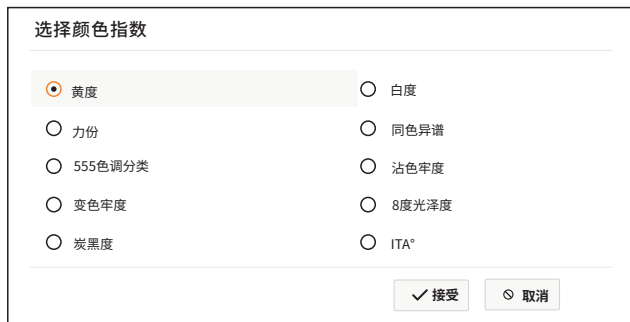 选择颜色指数
黄度
白度
力份
同色异谱
555色调分类
沾色牢度
变色牢度
8度光泽度
炭黑度
ITA°
接受
取消